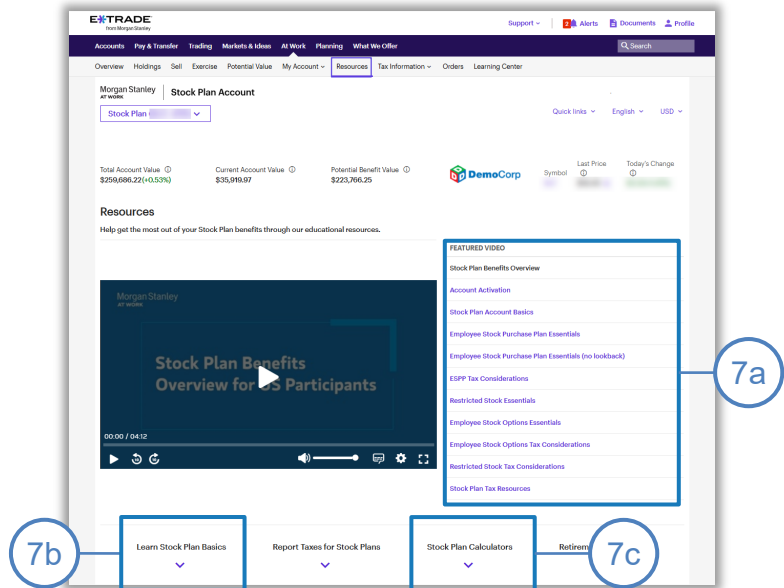 E*TRADE
from Morgan Stanley
Support
2 Alerts
Documents
Profile
Accounts Pay & Transfer Trading Markets & Ideas At Work Planning What We Offer
Search
Overview Holdings Sell Exercise Potential Value My Account Resources Tax Information Orders Learning Center
Morgan Stanley
AT WORK
Stock Plan Account
Stock Plan
Quick links English USD
Total Account Value Current Account Value Potential Benefit Value
$259,686.22(+0.53%) $35,919.97 $223,766.25
DemoCorp
Symbol Last Price Today's Change
Resources
Help get the most out of your Stock Plan benefits through our educational resources.
FEATURED VIDEO
Stock Plan Benefits Overview
Account Activation
Stock Plan Account Basics
Employee Stock Purchase Plan Essentials
Employee Stock Purchase Plan Essentials (no lookback)
ESPP Tax Considerations
Restricted Stock Essentials
Employee Stock Options Essentials
Employee Stock Options Tax Considerations
Restricted Stock Tax Considerations
Stock Plan Tax Resources
7a
Morgan Stanley
AT WORK
Stock Plan Benefits
Overview for US Participants
00:00 / 04:12
10 10
7b
Learn Stock Plan Basics
Report Taxes for Stock Plans
Stock Plan Calculators
7c